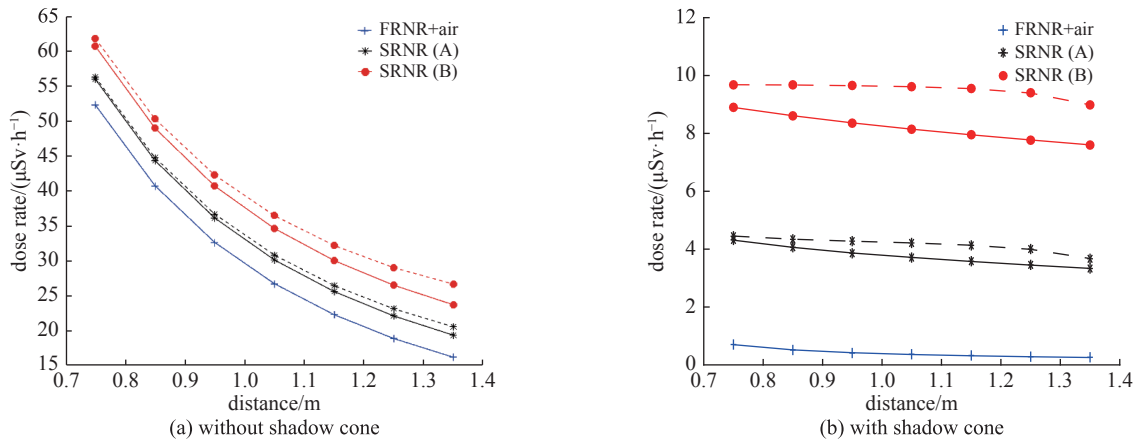 65
60
55
50
45
40
35
30
25
20
15
dose rate/(μSv·h⁻¹)
FRNR+air
SRNR (A)
SRNR (B)
0.7 0.8 0.9 1.0 1.1 1.2 1.3 1.4
distance/m
(a) without shadow cone
12
10
8
6
4
2
0
dose rate/(μSv·h⁻¹)
FRNR+air
SRNR (A)
SRNR (B)
0.7 0.8 0.9 1.0 1.1 1.2 1.3 1.4
distance/m
(b) with shadow cone